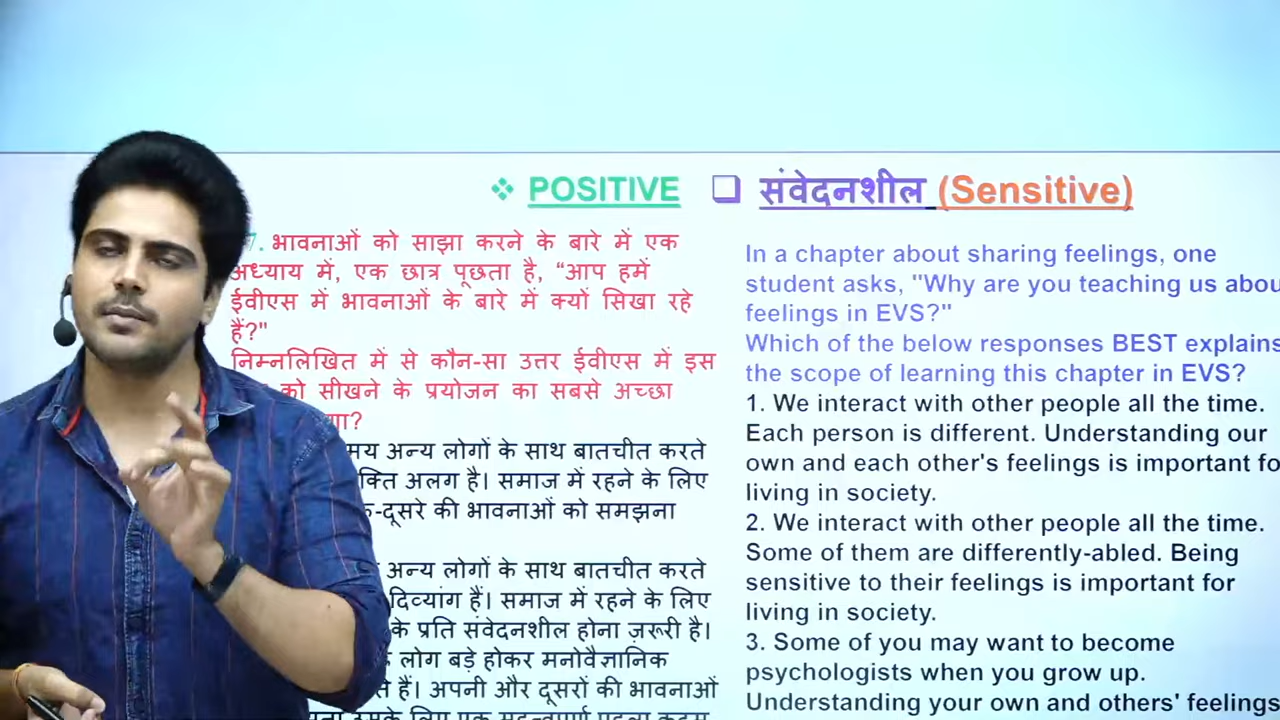 ❖ POSITIVE
❑ संवेदनशील (Sensitive)
7. भावनाओं को साझा करने के बारे में एक
अध्याय में, एक छात्र पूछता है, “आप हमें
ईवीएस में भावनाओं के बारे में क्यों सिखा रहे
हैं?"
निम्नलिखित में से कौन-सा उत्तर ईवीएस में इस
को सीखने के प्रयोजन का सबसे अच्छा
अन्य लोगों के साथ बातचीत करते
अलग है। समाज में रहने के लिए
की भावनाओं को समझना
अन्य लोगों के साथ बातचीत करते
दिव्यांग हैं। समाज में रहने के लिए
के प्रति संवेदनशील होना ज़रूरी है।
लोग बड़े होकर मनोवैज्ञानिक
हैं। अपनी और दूसरों की भावनाओं
In a chapter about sharing feelings, one
student asks, "Why are you teaching us abou
feelings in EVS?"
Which of the below responses BEST explains
the scope of learning this chapter in EVS?
1. We interact with other people all the time.
Each person is different. Understanding our
own and each other's feelings is important fo
living in society.
2. We interact with other people all the time.
Some of them are differently-abled. Being
sensitive to their feelings is important for
living in society.
3. Some of you may want to become
psychologists when you grow up.
Understanding your own and others' feelings